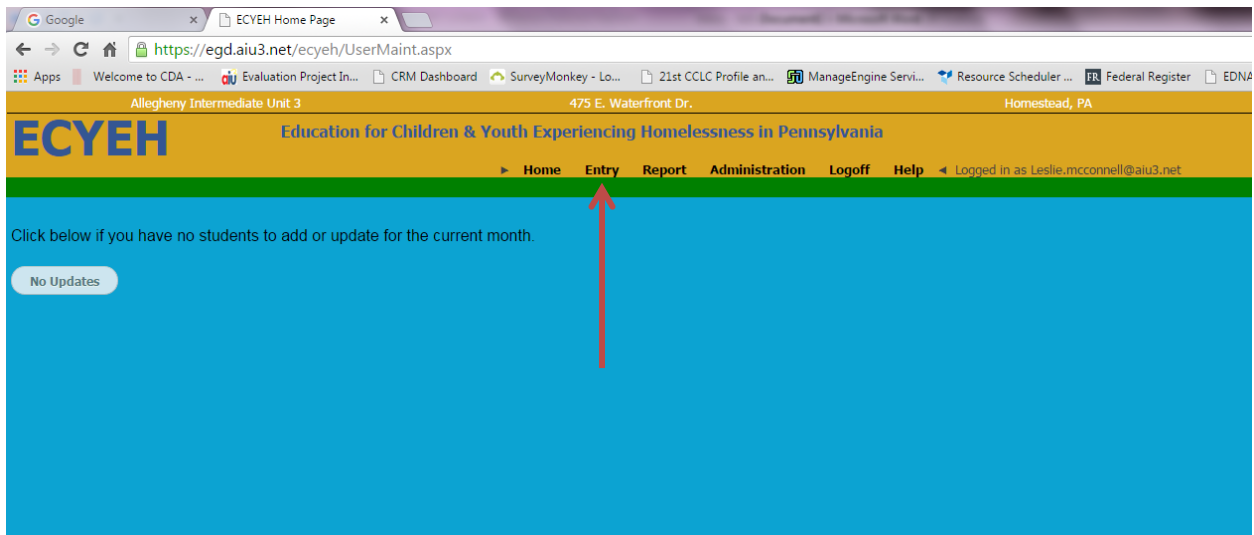 Google
ECYEH Home Page
https://egd.aiu3.net/ecyeh/UserMaint.aspx
Apps Welcome to CDA - ... aiu Evaluation Project In... CRM Dashboard SurveyMonkey - Lo... 21st CCLC Profile an... ManageEngine Servi... Resource Scheduler ... FR Federal Register EDNA
Allegheny Intermediate Unit 3 475 E. Waterfront Dr. Homestead, PA
ECYEH Education for Children & Youth Experiencing Homelessness in Pennsylvania
Home Entry Report Administration Logoff Help Logged in as Leslie.mcconnell@aiu3.net
Click below if you have no students to add or update for the current month.
No Updates